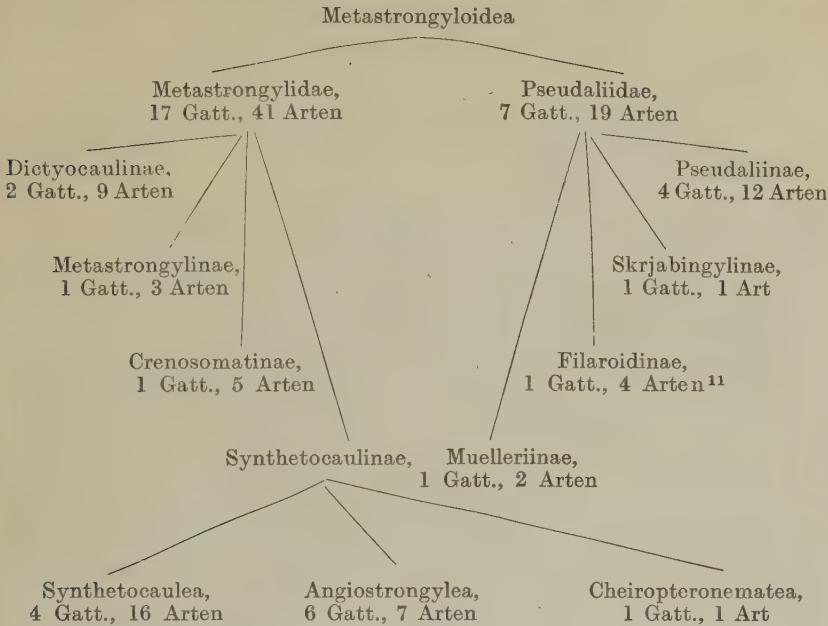 Metastrongyloidea
Metastrongylidae,
17 Gatt., 41 Arten
Pseudaliidae,
7 Gatt., 19 Arten
Dictyocaulinae,
2 Gatt., 9 Arten
Pseudaliinae,
4 Gatt., 12 Arten
Metastrongylinae,
1 Gatt., 3 Arten
Skrjabingylinae,
1 Gatt., 1 Art
Crenosomatinae,
1 Gatt., 5 Arten
Filaroidinae,
1 Gatt., 4 Arten¹¹
Synthetocaulinae,
Muelleriinae,
1 Gatt., 2 Arten
Synthetocaulea,
4 Gatt., 16 Arten
Angiostrongylea,
6 Gatt., 7 Arten
Cheiropteronematea,
1 Gatt., 1 Art